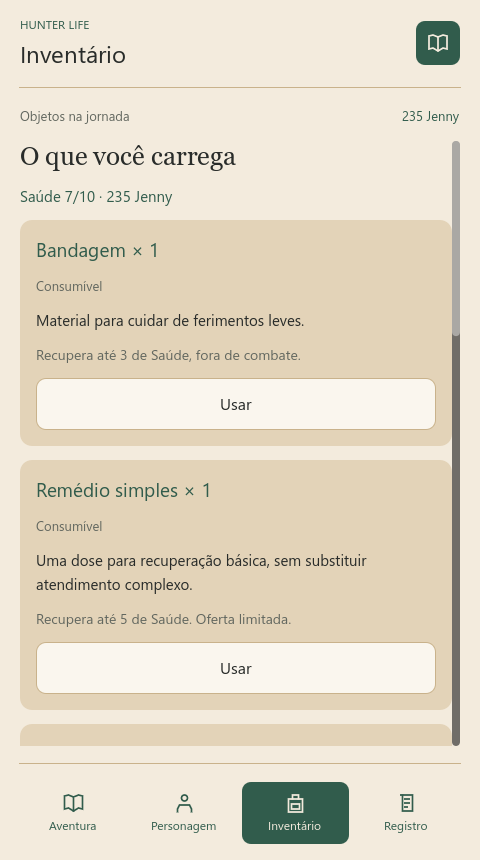 HUNTER LIFE
Inventário
Objetos na jornada
235 Jenny
O que você carrega
Saúde 7/10 · 235 Jenny
Bandagem × 1
Consumível
Material para cuidar de ferimentos leves.
Recupera até 3 de Saúde, fora de combate.
Usar
Remédio simples × 1
Consumível
Uma dose para recuperação básica, sem substituir
atendimento complexo.
Recupera até 5 de Saúde. Oferta limitada.
Usar
Aventura
Personagem
Inventário
Registro